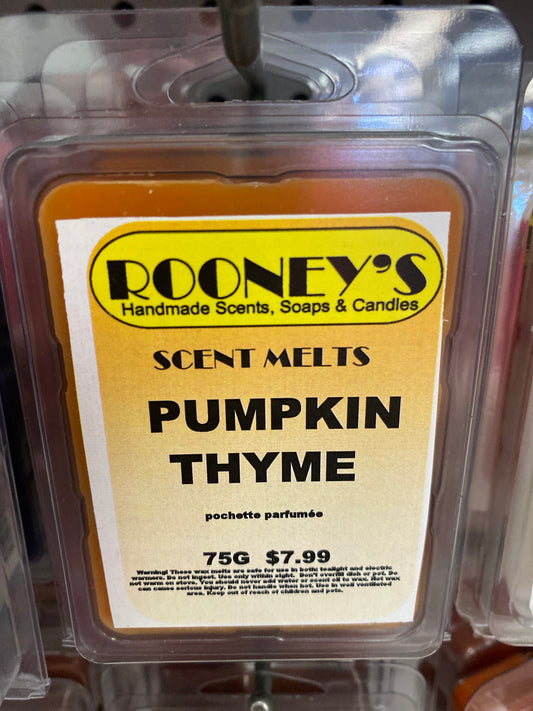 ROONEY'S
Handmade Scents, Soaps & Candles
SCENT MELTS
PUMPKIN
THYME
pochette parfumée
75G $7.99
Warning! These wax melts are safe for use in both: tealight and electric
warmers. Do not ingest. Use only within sight. Don't overfill dish or pot. Do
not warm on stove. You should never add water or scent oil to wax. Hot wax
can cause serious injury. Do not handle when hot. Use in well ventilated
area. Keep out of reach of children and pets.